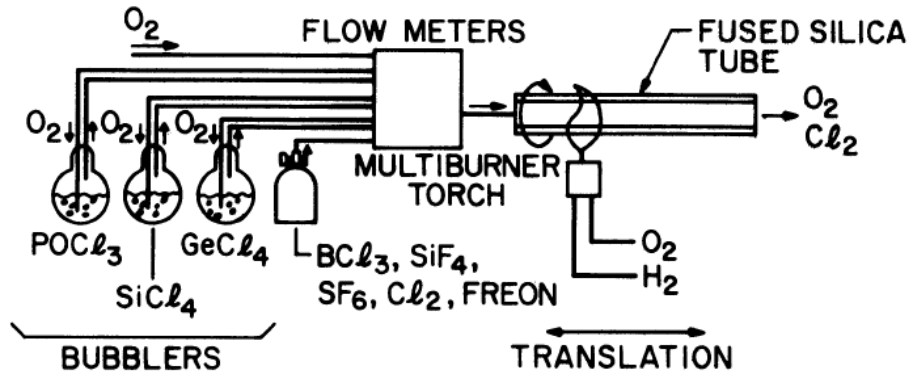 O₂
FLOW METERS
FUSED SILICA
TUBE
O₂ O₂ O₂
O₂
Cl₂
MULTIBURNER
TORCH
POCl₃
GeCl₄
SiCl₄
BCl₃, SiF₄,
SF₆, Cl₂, FREON
O₂
H₂
BUBBLERS
TRANSLATION